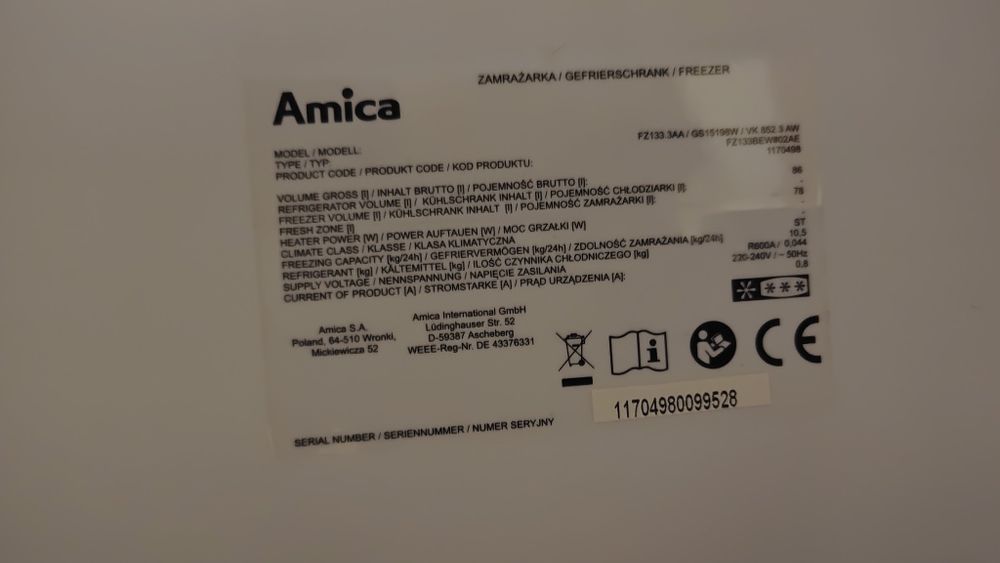 ZAMRAŻARKA / GEFRIERSCHRANK / FREEZER
Amica
MODEL / MODELL: FZ133.3AA / GS15198W / VK 852.3 AW
TYPE / TYP: FZ133BEW#02AE
PRODUCT CODE / PRODUKT CODE / KOD PRODUKTU: 1170498
VOLUME GROSS [l] / INHALT BRUTTO [l] / POJEMNOŚĆ BRUTTO [l]: 86
REFRIGERATOR VOLUME [l] / KÜHLSCHRANK INHALT [l] / POJEMNOŚĆ CHŁODZIARKI [l]: -
FREEZER VOLUME [l] / KÜHLSCHRANK INHALT [l] / POJEMNOŚĆ ZAMRAŻARKI [l]: 78
FRESH ZONE [l] -
HEATER POWER [W] / POWER AUFTAUEN [W] / MOC GRZAŁKI [W] -
CLIMATE CLASS / KLASSE / KLASA KLIMATYCZNA ST
FREEZING CAPACITY [kg/24h] / GEFRIERVERMÖGEN [kg/24h] / ZDOLNOŚĆ ZAMRAŻANIA [kg/24h] 10,5
REFRIGERANT [kg] / KÄLTEMITTEL [kg] / ILOŚĆ CZYNNIKA CHŁODNICZEGO [kg] R600A / 0,044
SUPPLY VOLTAGE / NENNSPANNUNG / NAPIĘCIE ZASILANIA 220-240V / ~ 50Hz
CURRENT OF PRODUCT [A] / STROMSTARKE [A] / PRĄD URZĄDZENIA [A]: 0,8
Amica S.A.
Poland, 64-510 Wronki,
Mickiewicza 52
Amica International GmbH
Lüdinghauser Str. 52
D-59387 Ascheberg
WEEE-Reg-Nr. DE 43376331
CE
11704980099528
SERIAL NUMBER / SERIENNUMMER / NUMER SERYJNY